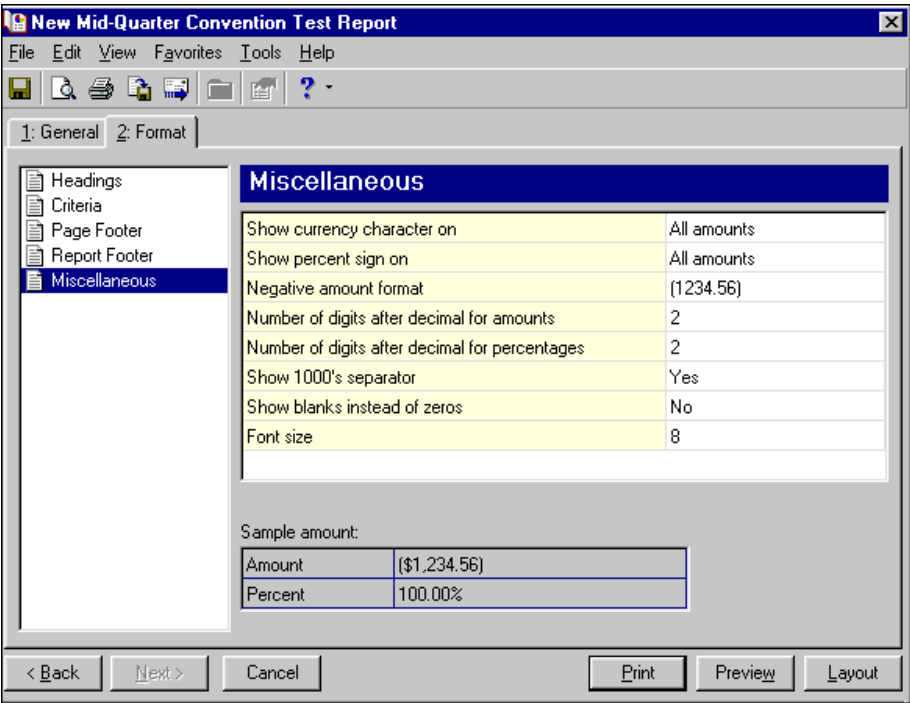 New Mid-Quarter Convention Test Report
File Edit View Favorites Tools Help
1: General 2: Format
Headings
Criteria
Page Footer
Report Footer
Miscellaneous
Miscellaneous
Show currency character on All amounts
Show percent sign on All amounts
Negative amount format (1234.56)
Number of digits after decimal for amounts 2
Number of digits after decimal for percentages 2
Show 1000's separator Yes
Show blanks instead of zeros No
Font size 8
Sample amount:
Amount ($1,234.56)
Percent 100.00%
< Back Next > Cancel Print Preview Layout